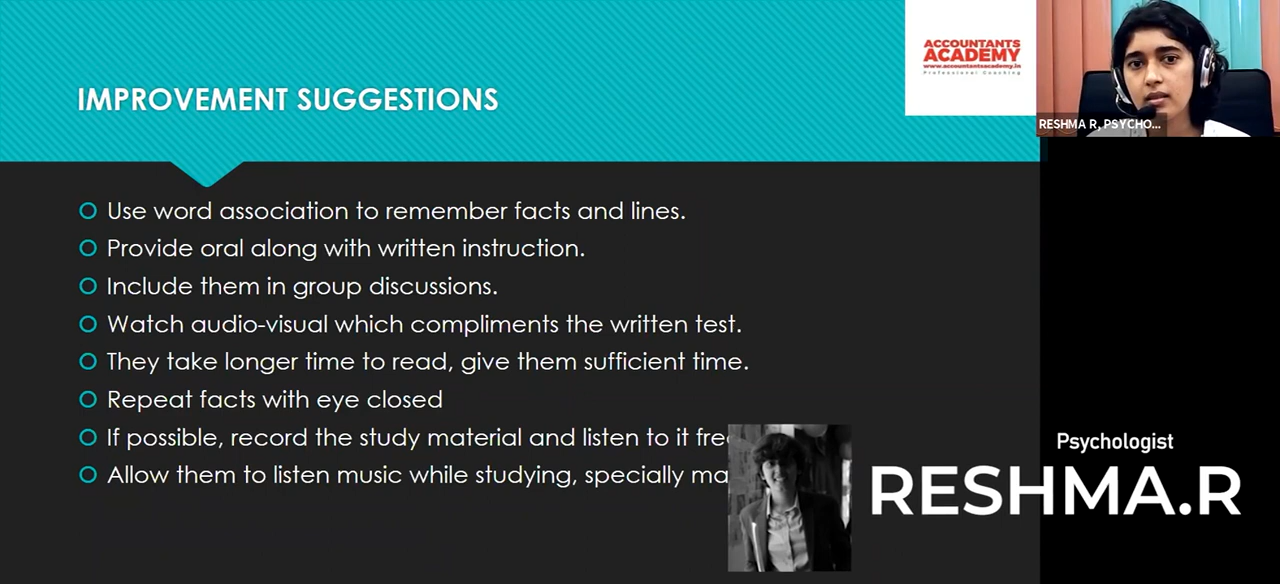 IMPROVEMENT SUGGESTIONS
Use word association to remember facts and lines.
Provide oral along with written instruction.
Include them in group discussions.
Watch audio-visual which compliments the written test.
They take longer time to read, give them sufficient time.
Repeat facts with eye closed
If possible, record the study material and listen to it
Allow them to listen music while studying, specially
ACCOUNTANTS
ACADEMY
www.accountantsacademy.in
Professional Coaching
RESHMA R, PSYCHO...
Psychologist
RESHMA.R